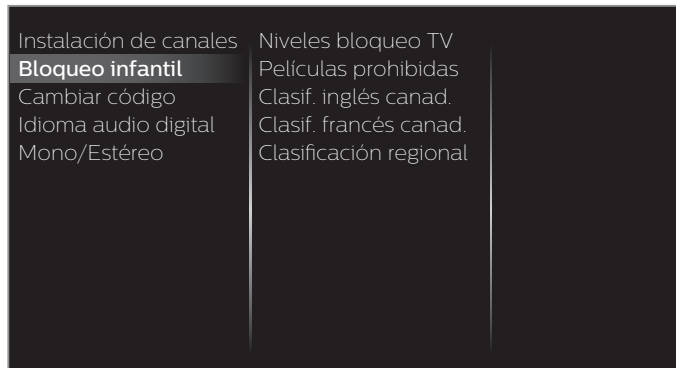 Instalación de canales
Bloqueo infantil
Cambiar código
Idioma audio digital
Mono/Estéreo
Niveles bloqueo TV
Películas prohibidas
Clasif. inglés canad.
Clasif. francés canad.
Clasificación regional